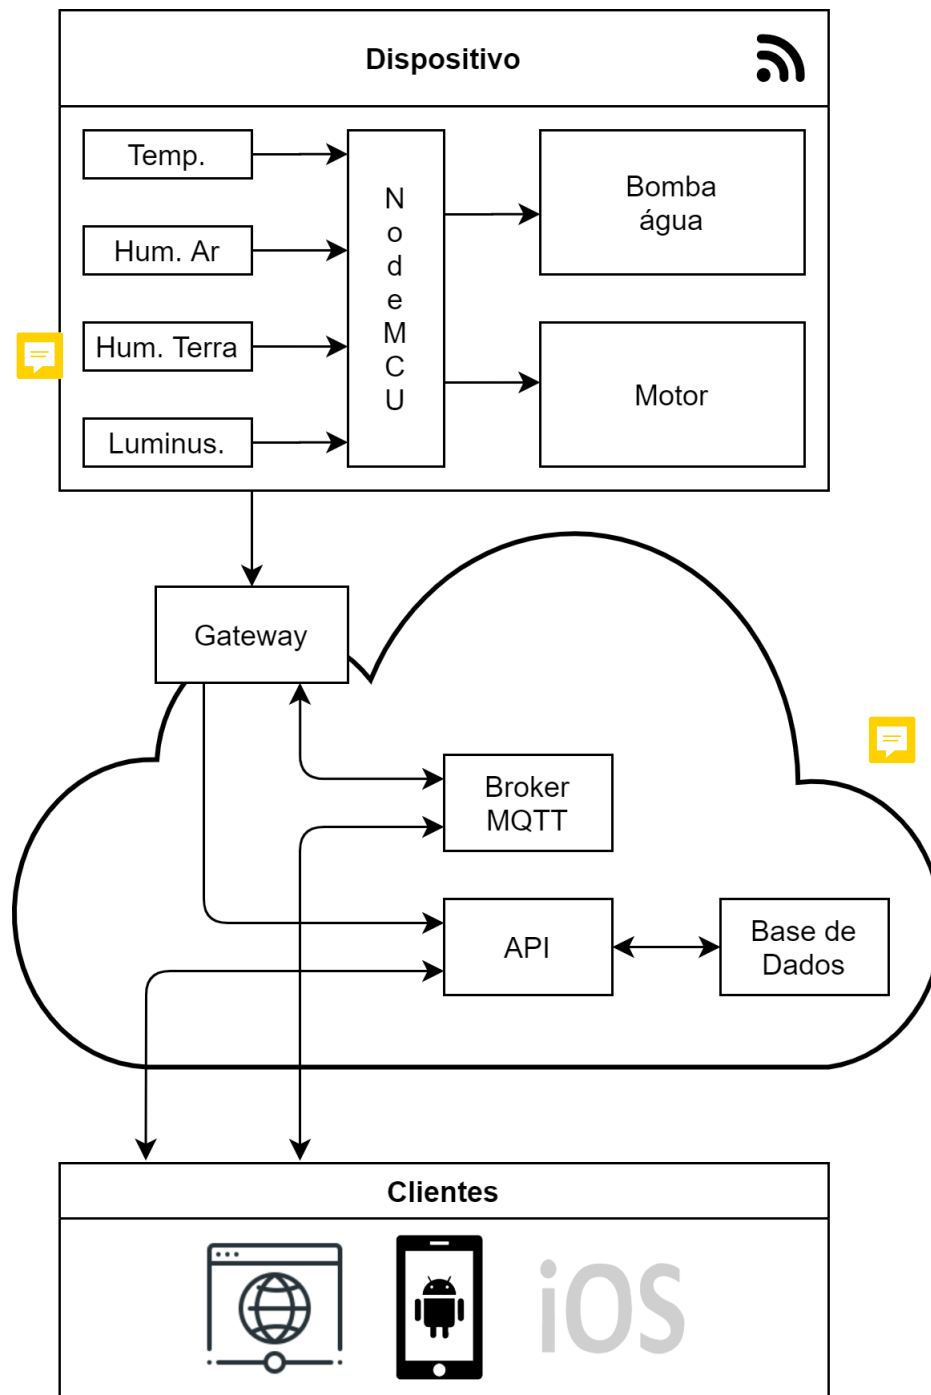 Dispositivo
Temp.
Hum. Ar
Hum. Terra
Luminus.
NodeMCU
Bomba
água
Motor
Gateway
Broker
MQTT
API
Base de
Dados
Clientes
iOS